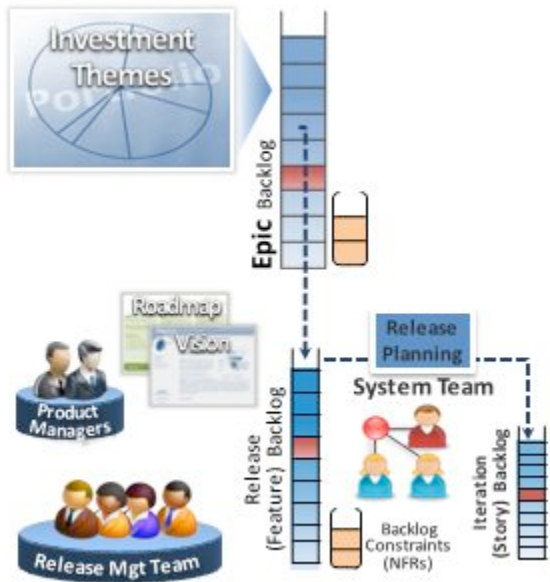 Investment
Themes
Portfolio
Epic Backlog
Roadmap
Vision
Product
Managers
Release
Planning
System Team
Release
(Feature) Backlog
Iteration
(Story) Backlog
Backlog
Constraints
(NFRs)
Release Mgt Team